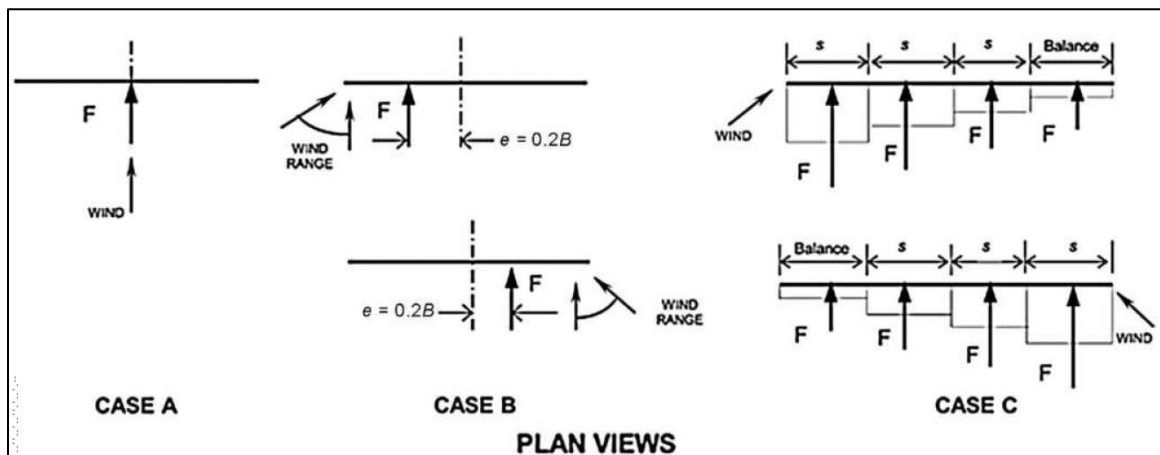 F
WIND
CASE A
F
WIND
RANGE
e = 0.2B
e = 0.2B
F
WIND
RANGE
CASE B
s s s Balance
WIND
F F F F
Balance s s s
F F F F
WIND
CASE C
PLAN VIEWS